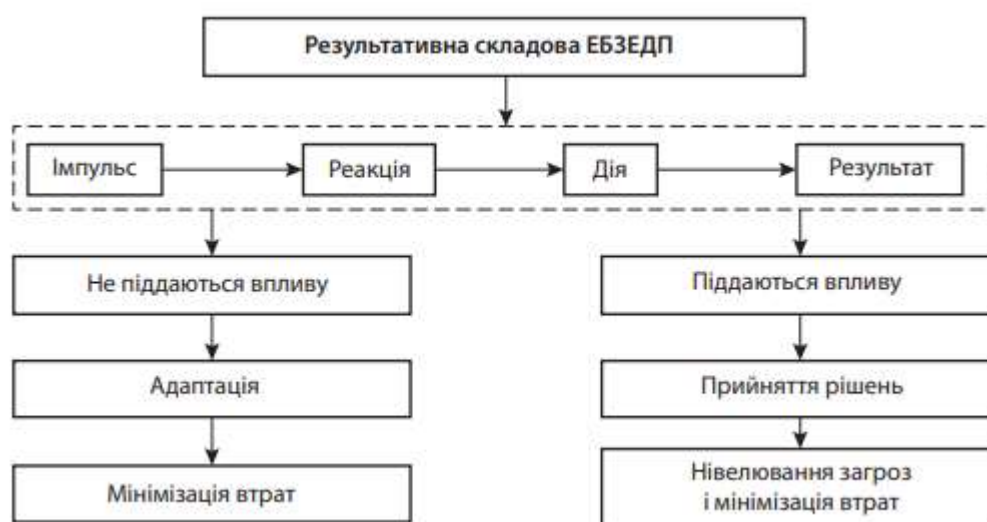 Результативна складова ЕБЗЕДП
Імпульс
Реакція
Дія
Результат
Не піддаються впливу
Піддаються впливу
Адаптація
Прийняття рішень
Мінімізація втрат
Нівелювання загроз
і мінімізація втрат